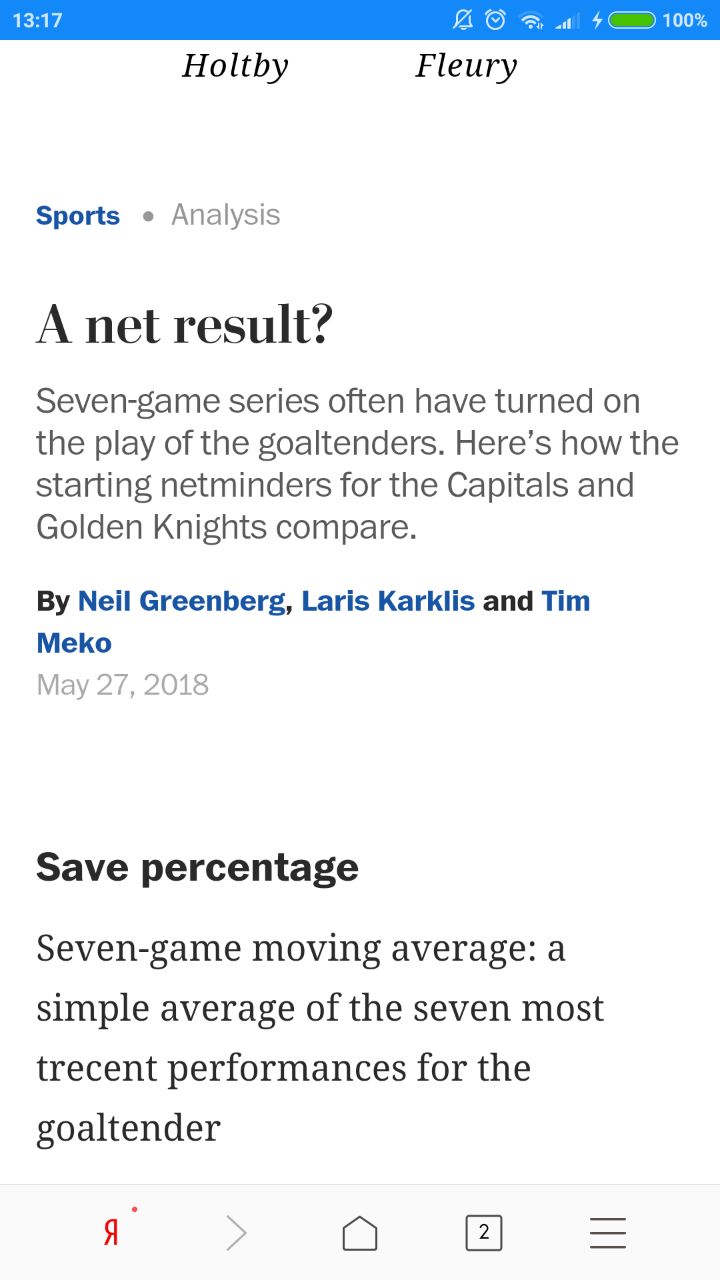 13:17 100%
Holtby Fleury
Sports • Analysis
A net result?
Seven-game series often have turned on
the play of the goaltenders. Here’s how the
starting netminders for the Capitals and
Golden Knights compare.
By Neil Greenberg, Laris Karklis and Tim
Meko
May 27, 2018
Save percentage
Seven-game moving average: a
simple average of the seven most
trecent performances for the
goaltender
Я 2